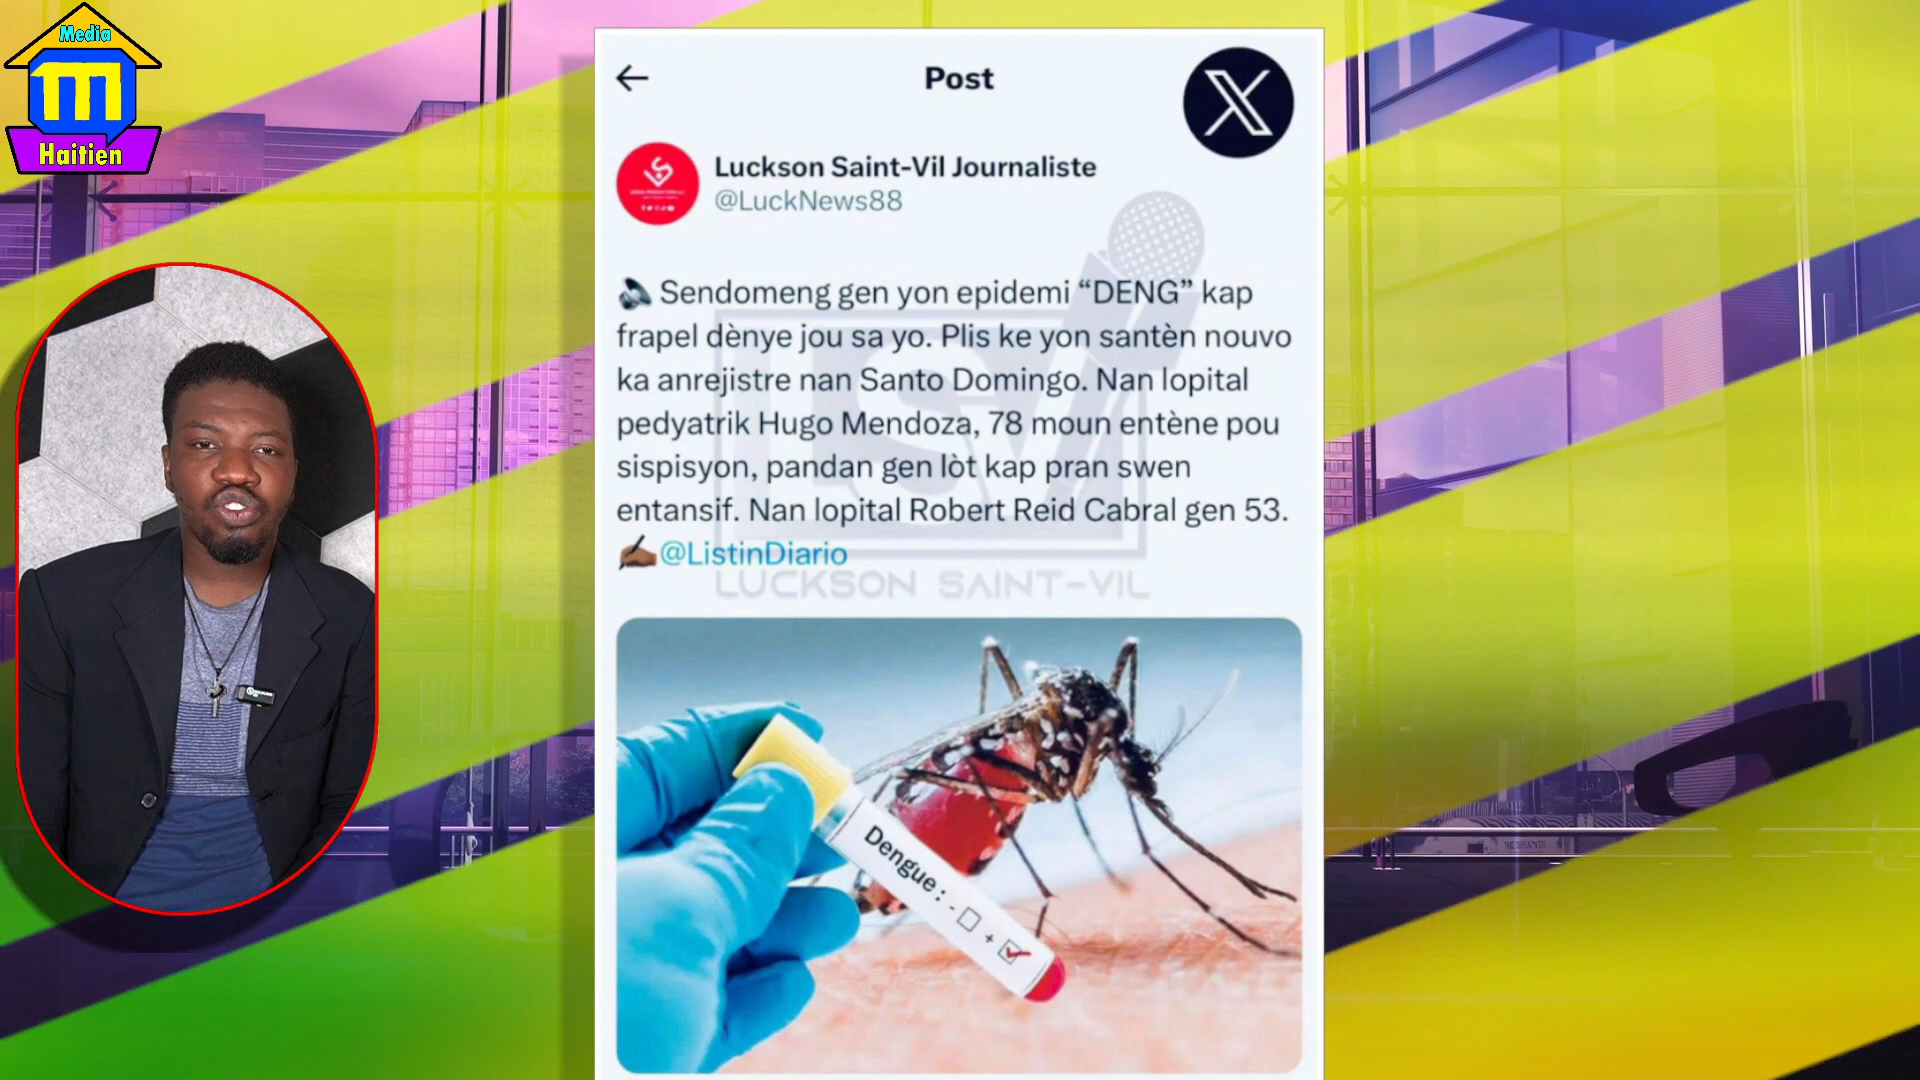 Media
m
Haitien
Post
X
Luckson Saint-Vil Journaliste
@LuckNews88
🔊 Sendomeng gen yon epidemi “DENG” kap
frapel dènye jou sa yo. Plis ke yon santèn nouvo
ka anrejistre nan Santo Domingo. Nan lopital
pedyatrik Hugo Mendoza, 78 moun entène pou
sispisyon, pandan gen lòt kap pran swen
entansif. Nan lopital Robert Reid Cabral gen 53.
✍🏾@ListinDiario
LSV
LUCKSON SAINT-VIL
Dengue : - +